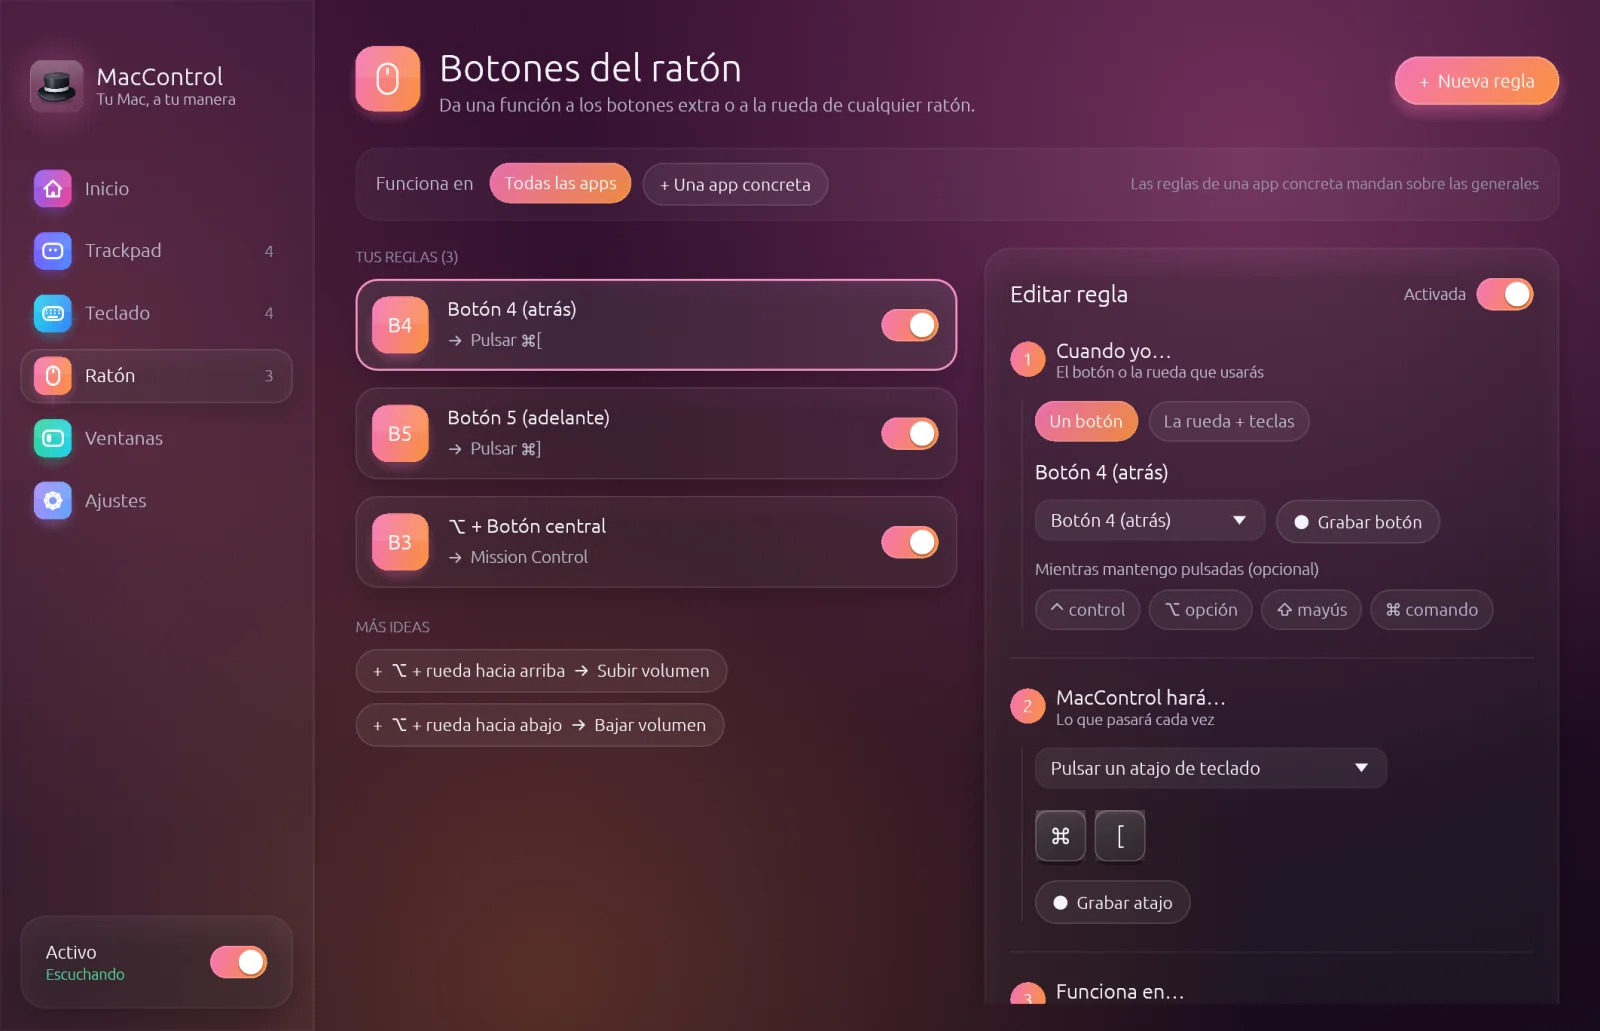 MacControl
Tu Mac, a tu manera
Inicio
Trackpad 4
Teclado 4
Ratón 3
Ventanas
Ajustes
Activo
Escuchando
Botones del ratón
Da una función a los botones extra o a la rueda de cualquier ratón.
+ Nueva regla
Funciona en
Todas las apps
+ Una app concreta
Las reglas de una app concreta mandan sobre las generales
TUS REGLAS (3)
B4
Botón 4 (atrás)
→ Pulsar ⌘[
B5
Botón 5 (adelante)
→ Pulsar ⌘]
B3
⌥ + Botón central
→ Mission Control
MÁS IDEAS
+ ⌥ + rueda hacia arriba → Subir volumen
+ ⌥ + rueda hacia abajo → Bajar volumen
Editar regla
Activada
1 Cuando yo…
El botón o la rueda que usarás
Un botón
La rueda + teclas
Botón 4 (atrás)
Botón 4 (atrás) ▼
● Grabar botón
Mientras mantengo pulsadas (opcional)
⌃ control
⌥ opción
⇧ mayús
⌘ comando
2 MacControl hará…
Lo que pasará cada vez
Pulsar un atajo de teclado ▼
⌘
[
● Grabar atajo
3 Funciona en…